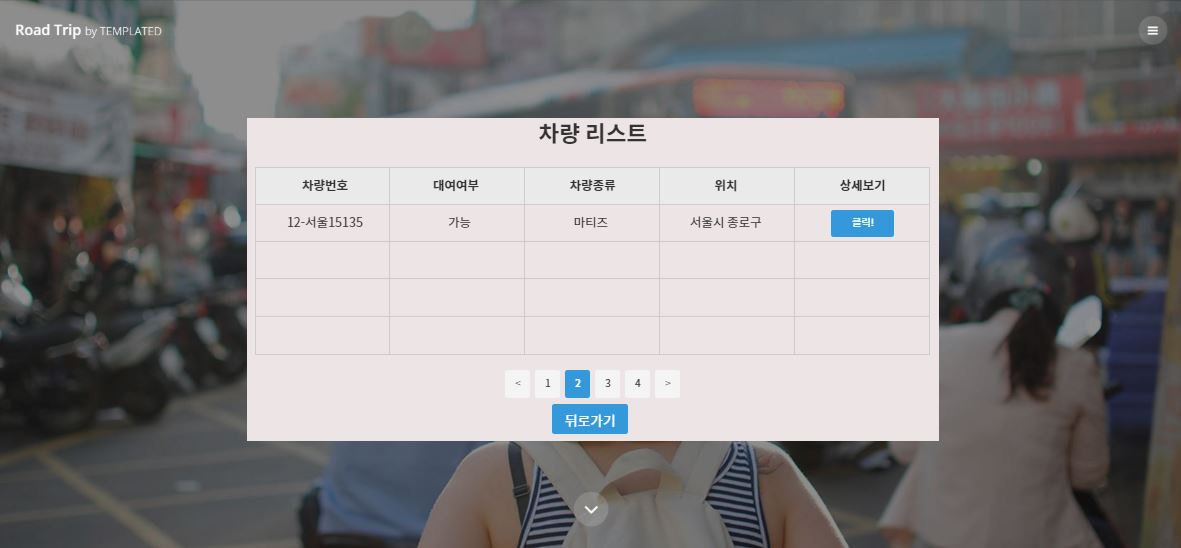 Road Trip by TEMPLATED
차량 리스트
차량번호 대여여부 차량종류 위치 상세보기
12-서울15135 가능 마티즈 서울시 종로구 클릭!
< 1 2 3 4 >
뒤로가기